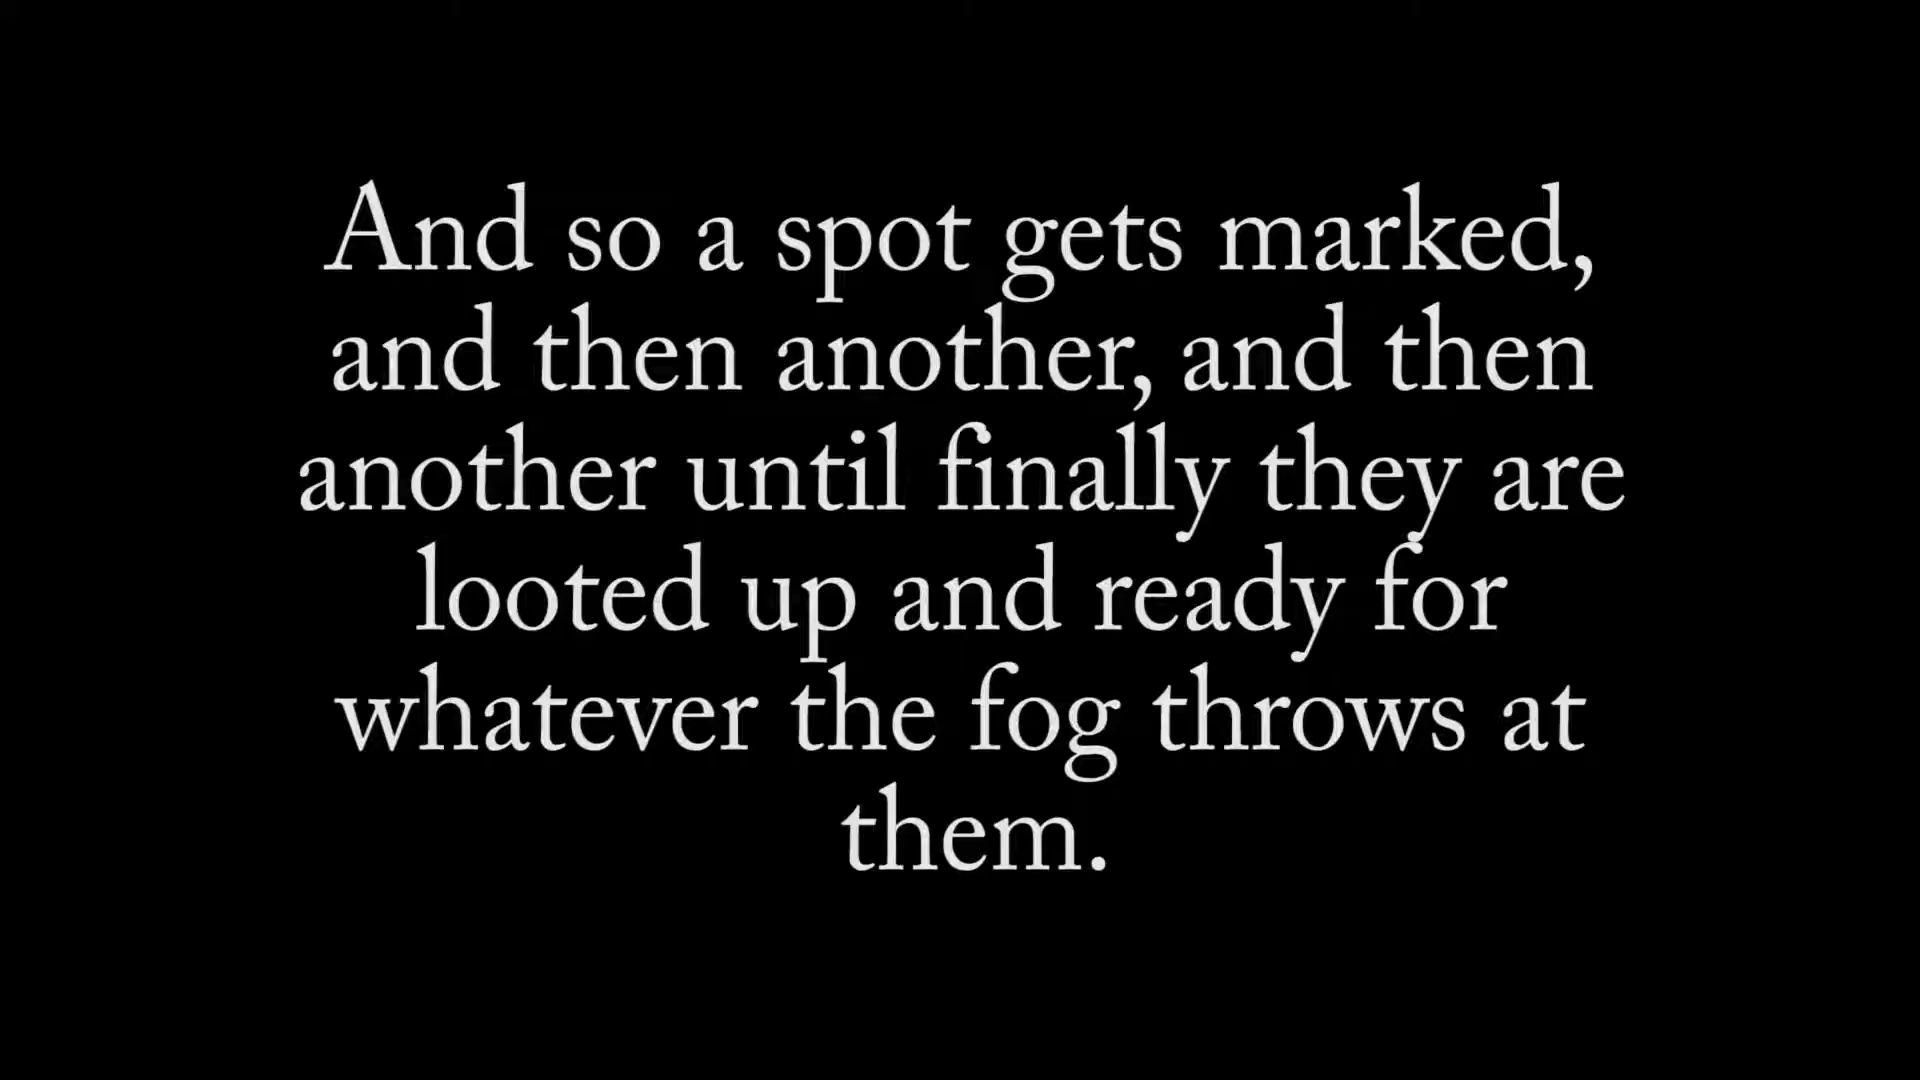 And so a spot gets marked,
and then another, and then
another until finally they are
looted up and ready for
whatever the fog throws at
them.